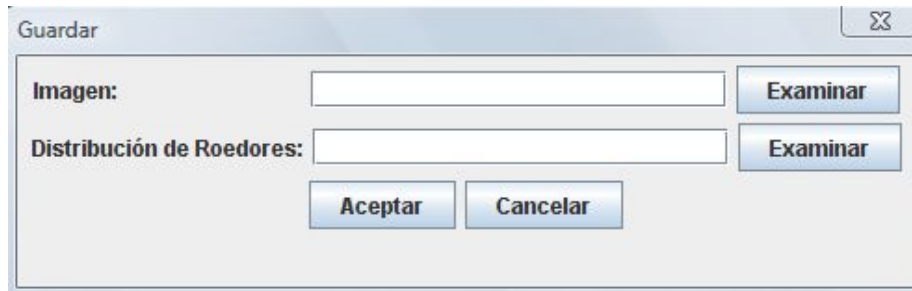 Guardar
Imagen: Examinar
Distribución de Roedores: Examinar
Aceptar Cancelar